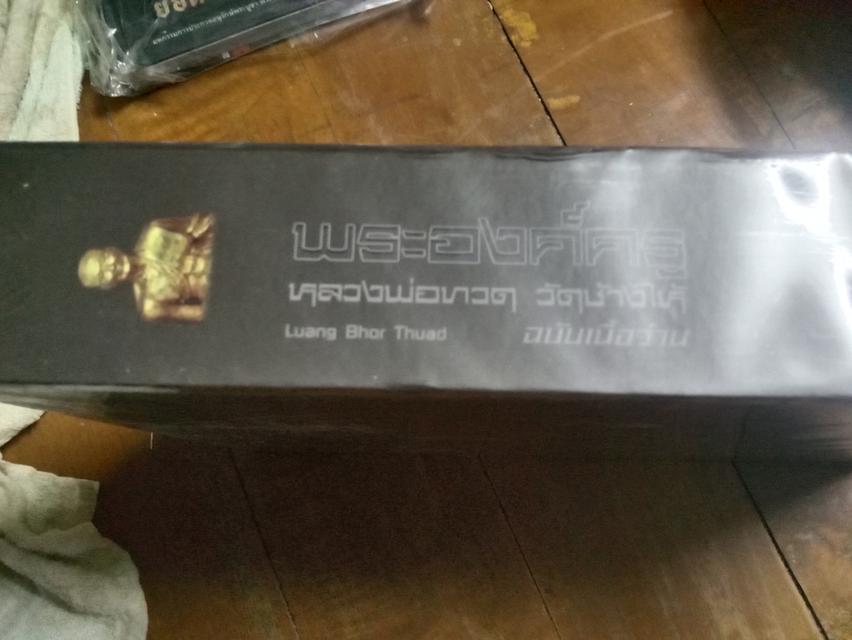 พระองค์ครู
หลวงพ่อทวด วัดช้างให้
Luang Bhor Thuad ฉบับเนื้อว่าน